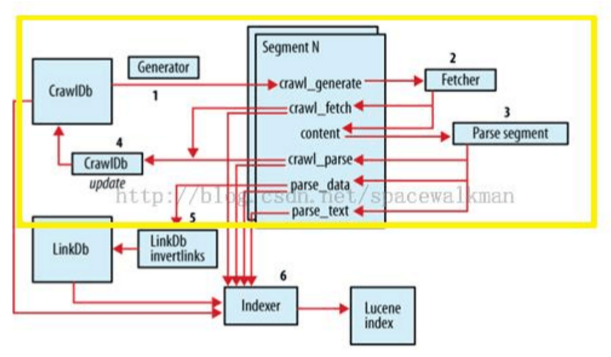 Segment N
Generator
2
CrawlDb
crawl_generate
Fetcher
1
crawl_fetch
3
content
Parse segment
4
CrawlDb
update
crawl_parse
parse_data
http://blog.csdn.net/spacewalkman
parse_text
5
LinkDb
LinkDb
invertlinks
6
Indexer
Lucene
index